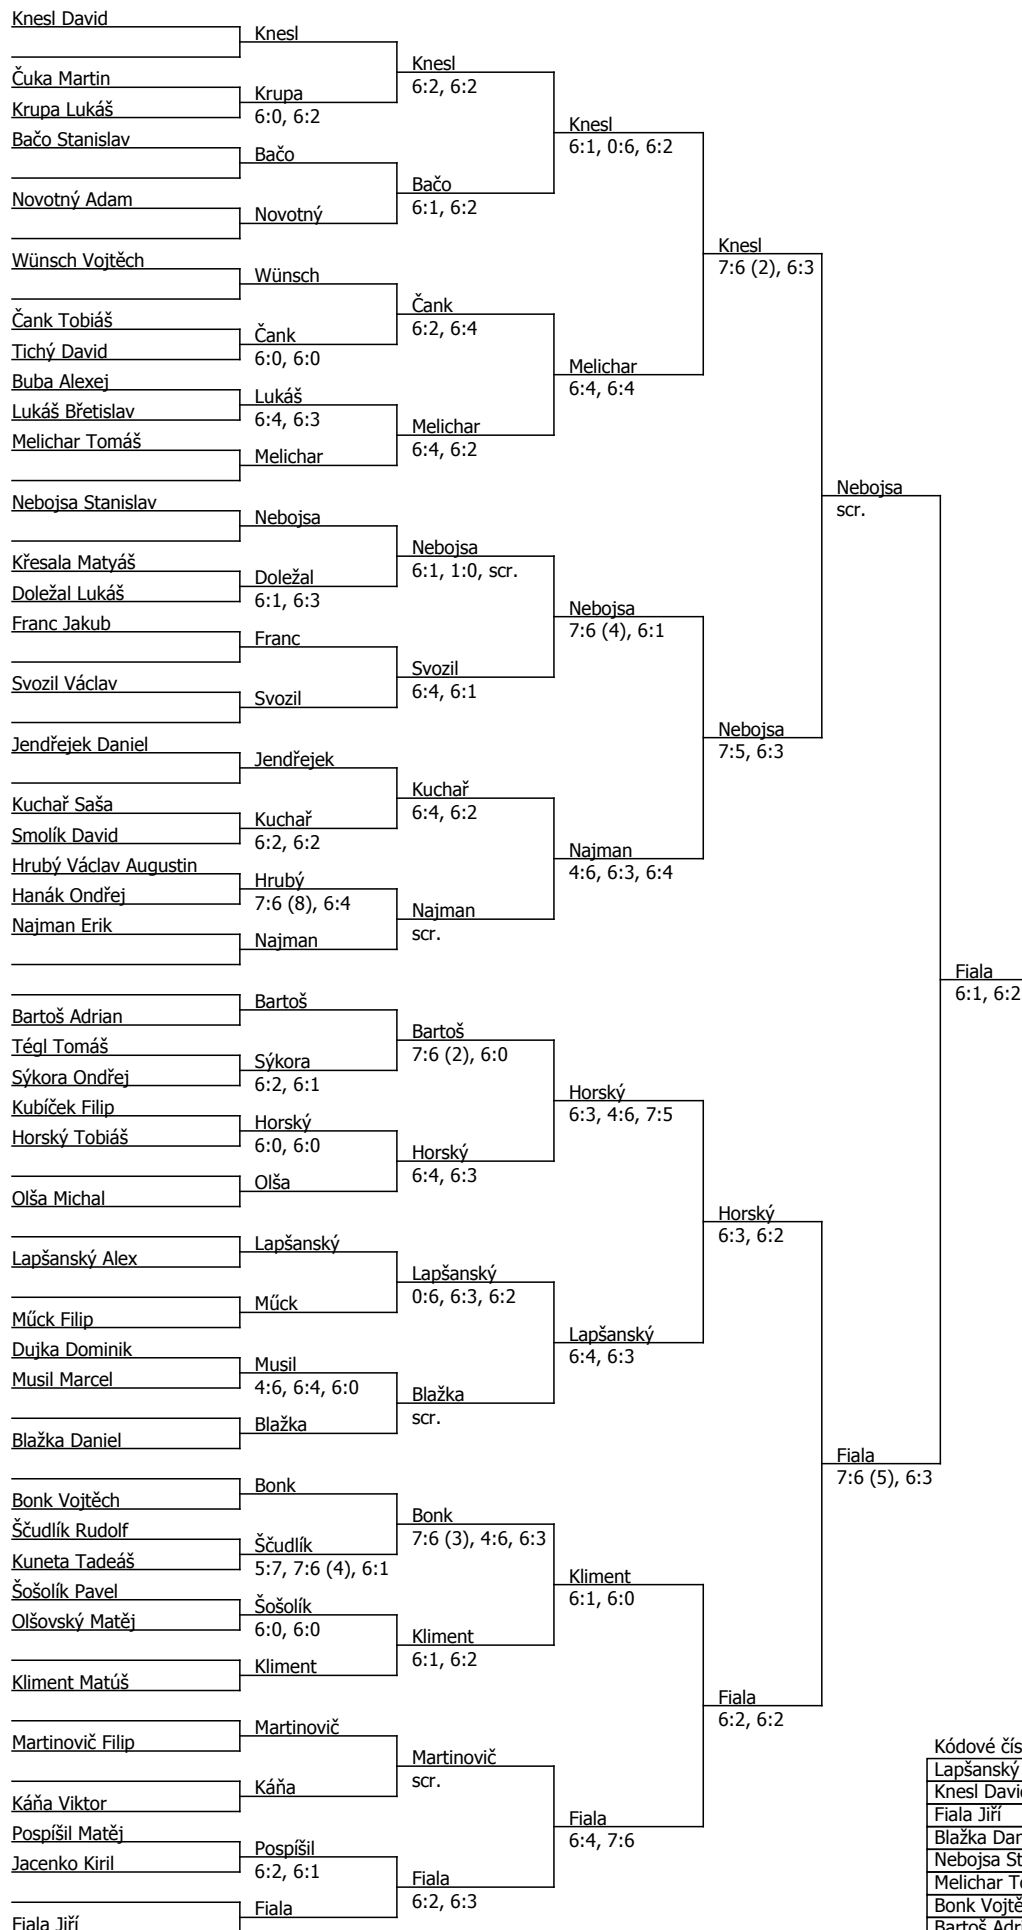 Knesl David
Čuka Martin
Krupa Lukáš
Bačo Stanislav
Novotný Adam
Wünsch Vojtěch
Čank Tobiáš
Tichý David
Buba Alexej
Lukáš Břetislav
Melichar Tomáš
Nebojsa Stanislav
Křesala Matyáš
Doležal Lukáš
Franc Jakub
Svozil Václav
Jendřejek Daniel
Kuchař Saša
Smolík David
Hrubý Václav Augustin
Hanák Ondřej
Najman Erik
Bartoš Adrian
Tégl Tomáš
Sýkora Ondřej
Kubíček Filip
Horský Tobiáš
Olša Michal
Lapšanský Alex
Műck Filip
Dujka Dominik
Musil Marcel
Blažka Daniel
Bonk Vojtěch
Ščudlík Rudolf
Kuneta Tadeáš
Šošolík Pavel
Olšovský Matěj
Kliment Matúš
Martinovič Filip
Káňa Viktor
Pospíšil Matěj
Jacenko Kiril
Fiala Jiří
Knesl
Krupa
6:0, 6:2
Bačo
Novotný
Wünsch
Čank
6:0, 6:0
Lukáš
6:4, 6:3
Melichar
Nebojsa
Doležal
6:1, 6:3
Franc
Svozil
Jendřejek
Kuchař
6:2, 6:2
Hrubý
7:6 (8), 6:4
Najman
Bartoš
Sýkora
6:2, 6:1
Horský
6:0, 6:0
Olša
Lapšanský
Műck
Musil
4:6, 6:4, 6:0
Blažka
Bonk
Ščudlík
5:7, 7:6 (4), 6:1
Šošolík
6:0, 6:0
Kliment
Martinovič
Káňa
Pospíšil
6:2, 6:1
Fiala
Knesl
6:2, 6:2
Bačo
6:1, 6:2
Čank
6:2, 6:4
Melichar
6:4, 6:2
Nebojsa
6:1, 1:0, scr.
Svozil
6:4, 6:1
Kuchař
6:4, 6:2
Najman
scr.
Bartoš
7:6 (2), 6:0
Horský
6:4, 6:3
Lapšanský
0:6, 6:3, 6:2
Blažka
scr.
Bonk
7:6 (3), 4:6, 6:3
Kliment
6:1, 6:2
Martinovič
scr.
Fiala
6:2, 6:3
Knesl
6:1, 0:6, 6:2
Melichar
6:4, 6:4
Nebojsa
7:6 (4), 6:1
Najman
4:6, 6:3, 6:4
Horský
6:3, 4:6, 7:5
Lapšanský
6:4, 6:3
Kliment
6:1, 6:0
Fiala
6:4, 7:6
Knesl
7:6 (2), 6:3
Nebojsa
7:5, 6:3
Horský
6:3, 6:2
Fiala
6:2, 6:2
Nebojsa
scr.
Fiala
7:6 (5), 6:3
Fiala
6:1, 6:2
Kódové čís
Lapšanský
Knesl Davi
Fiala Jiří
Blažka Dan
Nebojsa St
Melichar T
Bonk Vojtě
Bartoš Adr